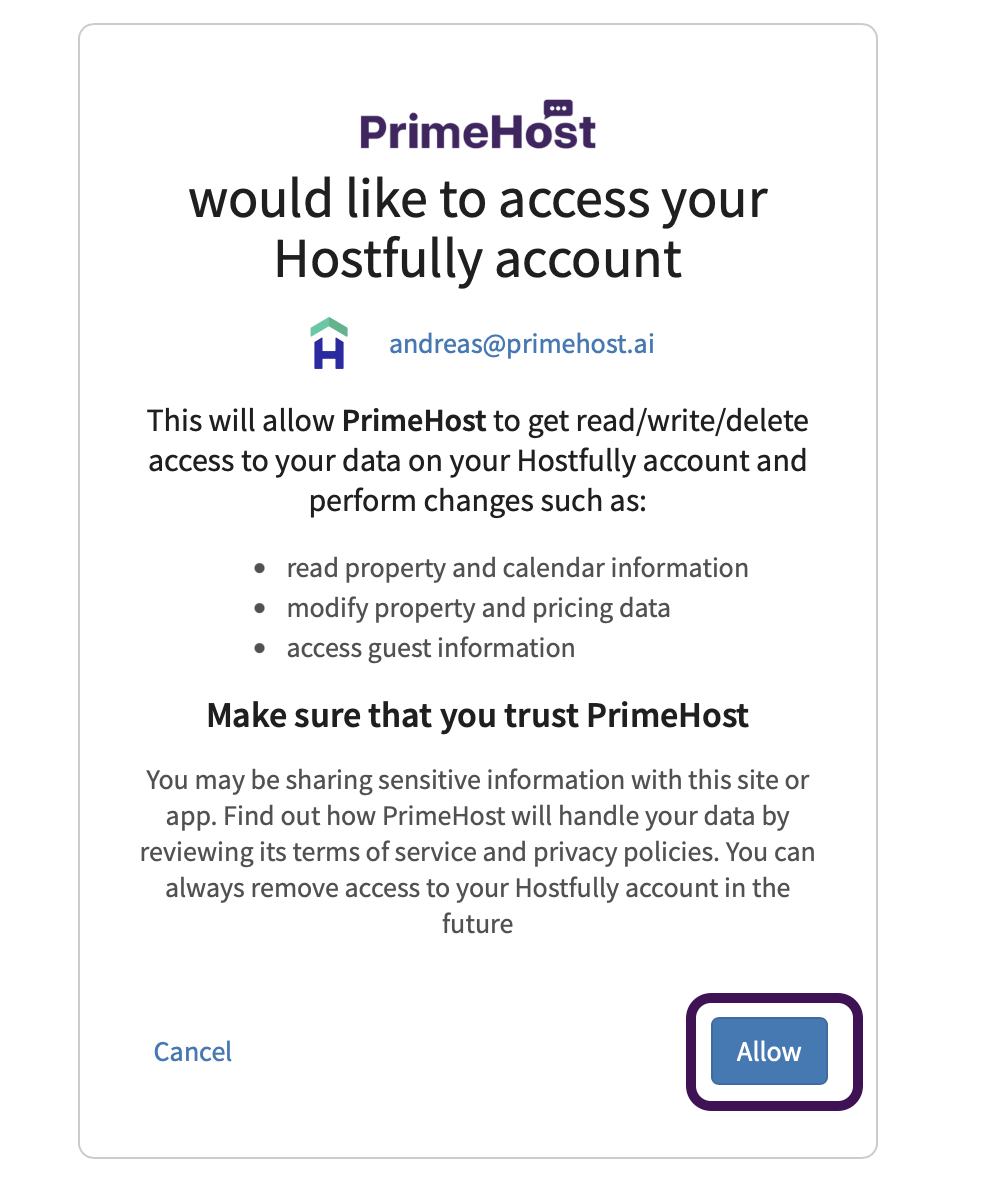 PrimeHost
would like to access your
Hostfully account
H andreas@primehost.ai
This will allow PrimeHost to get read/write/delete
access to your data on your Hostfully account and
perform changes such as:
• read property and calendar information
• modify property and pricing data
• access guest information
Make sure that you trust PrimeHost
You may be sharing sensitive information with this site or
app. Find out how PrimeHost will handle your data by
reviewing its terms of service and privacy policies. You can
always remove access to your Hostfully account in the
future
Cancel Allow